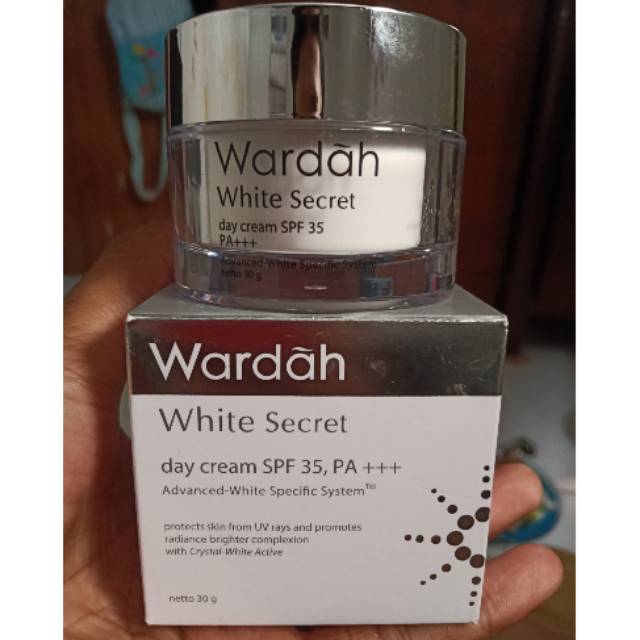 Wardāh
White Secret
day cream SPF 35
PA+++
Advanced-White Specific System
netto 30 g
Wardāh
White Secret
day cream SPF 35, PA +++
Advanced-White Specific System™
protects skin from UV rays and promotes
radiance brighter complexion
with Crystal-White Active
netto 30 g